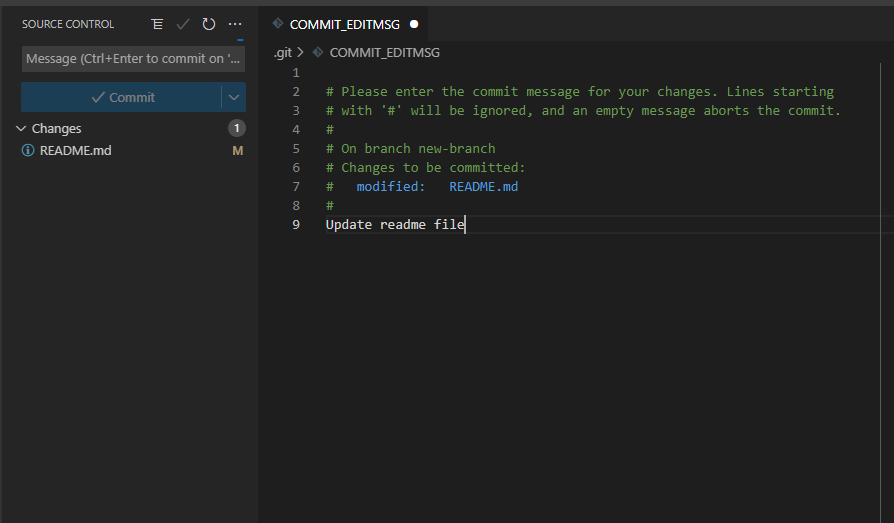 SOURCE CONTROL
Message (Ctrl+Enter to commit on '...
Commit
Changes 1
README.md M
COMMIT_EDITMSG
.git > COMMIT_EDITMSG
1
2 # Please enter the commit message for your changes. Lines starting
3 # with '#' will be ignored, and an empty message aborts the commit.
4 #
5 # On branch new-branch
6 # Changes to be committed:
7 #   modified:   README.md
8 #
9 Update readme file